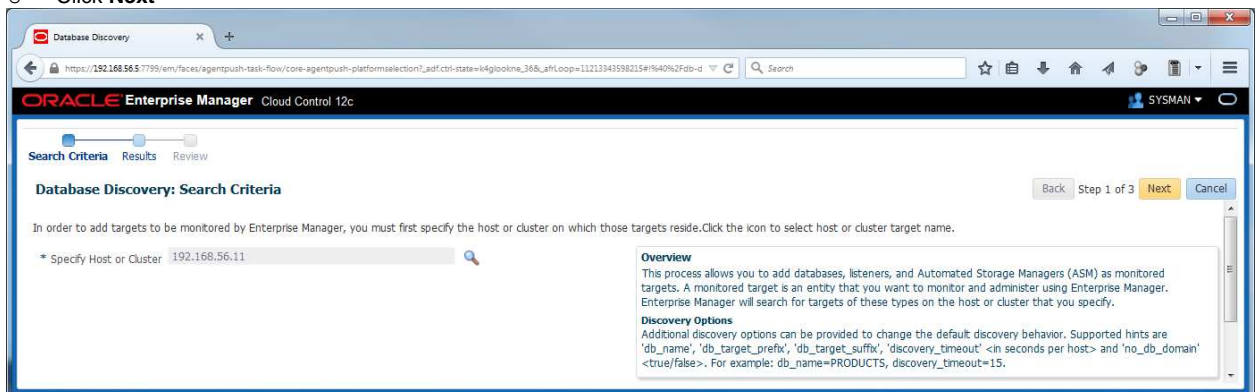 Click Next
Database Discovery
https://192.168.56.5:7799/em/faces/agentpush-task-flow/core-agentpush-platformselection?_adf.ctrl-state=k4glookne_36&_afrLoop=11213343598215#!%40%2Fdb-d
Search
ORACLE Enterprise Manager Cloud Control 12c
SYSMAN
Search Criteria Results Review
Database Discovery: Search Criteria
Back Step 1 of 3 Next Cancel
In order to add targets to be monitored by Enterprise Manager, you must first specify the host or cluster on which those targets reside.Click the icon to select host or cluster target name.
* Specify Host or Cluster 192.168.56.11
Overview
This process allows you to add databases, listeners, and Automated Storage Managers (ASM) as monitored
targets. A monitored target is an entity that you want to monitor and administer using Enterprise Manager.
Enterprise Manager will search for targets of these types on the host or cluster that you specify.
Discovery Options
Additional discovery options can be provided to change the default discovery behavior. Supported hints are
'db_name', 'db_target_prefix', 'db_target_suffix', 'discovery_timeout' <in seconds per host> and 'no_db_domain'
<true/false>. For example: db_name=PRODUCTS, discovery_timeout=15.